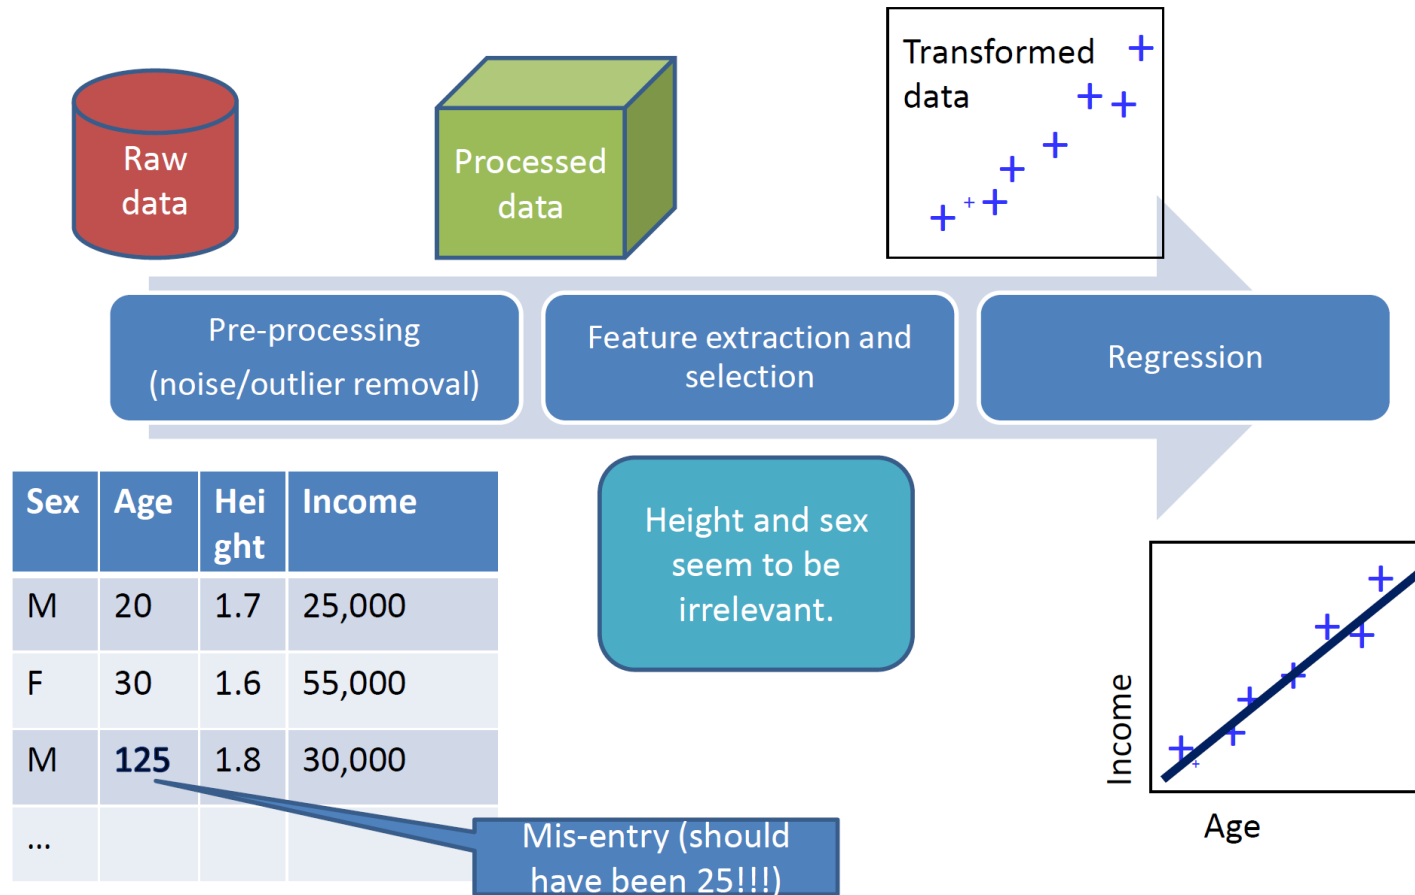 Raw
data
Processed
data
Transformed
data
Pre-processing
(noise/outlier removal)
Feature extraction and
selection
Regression
Sex Age Hei
ght Income
M 20 1.7 25,000
F 30 1.6 55,000
M 125 1.8 30,000
...
Mis-entry (should
have been 25!!!)
Height and sex
seem to be
irrelevant.
Income
Age